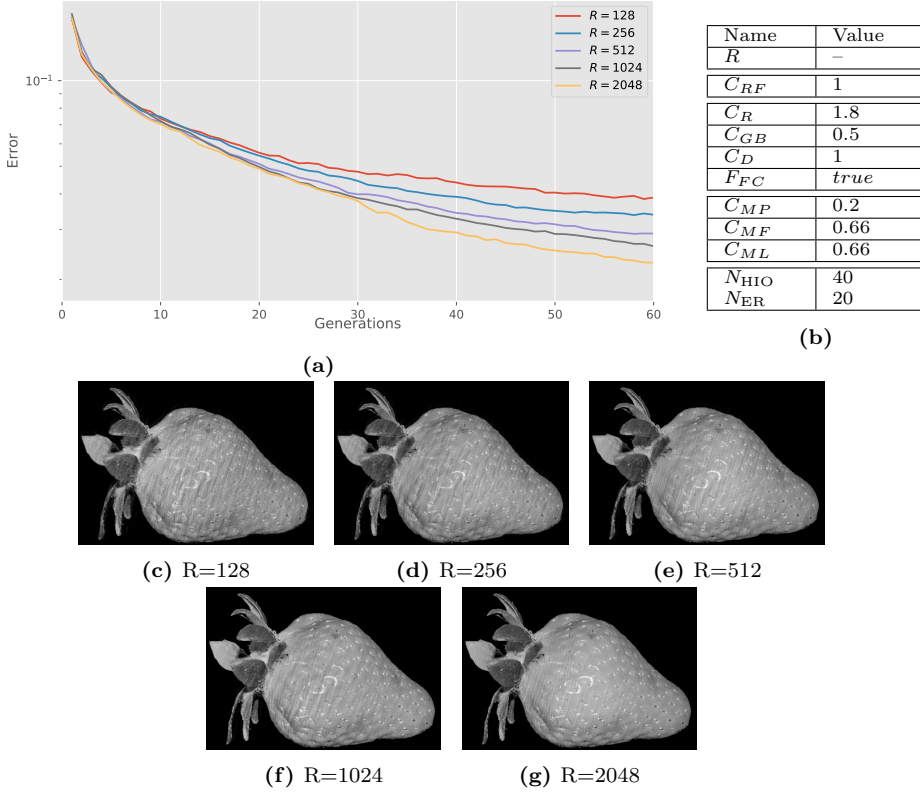 R = 128
R = 256
R = 512
R = 1024
R = 2048
10⁻¹
Error
0 10 20 30 40 50 60
Generations
(a)
Name Value
R –
C_RF 1
C_R 1.8
C_GB 0.5
C_D 1
F_FC true
C_MP 0.2
C_MF 0.66
C_ML 0.66
N_HIO 40
N_ER 20
(b)
(c) R=128
(d) R=256
(e) R=512
(f) R=1024
(g) R=2048